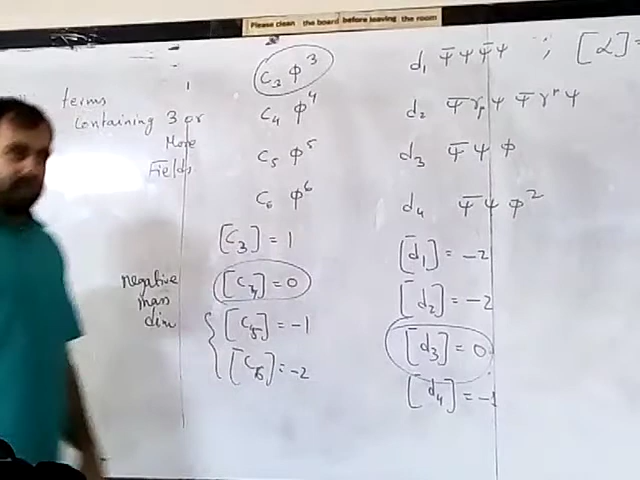 Please clean the board before leaving the room
terms
containing 3 or
More
Fields
C₃ φ³
C₄ φ⁴
C₅ φ⁵
C₆ φ⁶
[C₃] = 1
[C₄] = 0
negative
mass
dim
[C₅] = -1
[C₆] = -2
d₁ ψ̄ψψ̄ψ ; [α] =
d₂ ψ̄γ_μψ ψ̄γ^μψ
d₃ ψ̄ψφ
d₄ ψ̄ψφ²
[d₁] = -2
[d₂] = -2
[d₃] = 0
[d₄] = -1